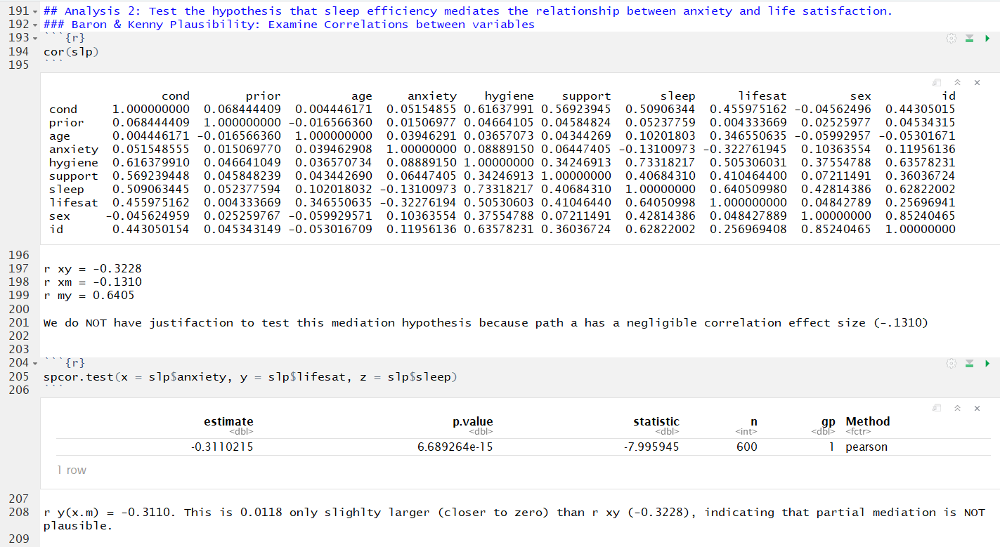 191 ## Analysis 2: Test the hypothesis that sleep efficiency mediates the relationship between anxiety and life satisfaction.
192 ### Baron & Kenny Plausibility: Examine Correlations between variables
193 ```{r}
194 cor(slp)
195 ```
cond prior age anxiety hygiene support sleep lifesat sex id
cond 1.000000000 0.068444409 0.004446171 0.05154855 0.61637991 0.56923945 0.50906344 0.455975162 -0.04562496 0.44305015
prior 0.068444409 1.000000000 -0.016566360 0.01506977 0.04664105 0.04584824 0.05237759 0.004333669 0.02525977 0.04534315
age 0.004446171 -0.016566360 1.000000000 0.03946291 0.03657073 0.04344269 0.10201803 0.346550635 -0.05992957 -0.05301671
anxiety 0.051548555 0.015069770 0.039462908 1.00000000 0.08889150 0.06447405 -0.13100973 -0.322761945 0.10363554 0.11956136
hygiene 0.616379910 0.046641049 0.036570734 0.08889150 1.00000000 0.34246913 0.73318217 0.505306031 0.37554788 0.63578231
support 0.569239448 0.045848239 0.043442690 0.06447405 0.34246913 1.00000000 0.40684310 0.410464400 0.07211491 0.36036724
sleep 0.509063445 0.052377594 0.102018032 -0.13100973 0.73318217 0.40684310 1.00000000 0.640509980 0.42814386 0.62822002
lifesat 0.455975162 0.004333669 0.346550635 -0.32276194 0.50530603 0.41046440 0.64050998 1.000000000 0.04842789 0.25696941
sex -0.045624959 0.025259767 -0.059929571 0.10363554 0.37554788 0.07211491 0.42814386 0.048427889 1.00000000 0.85240465
id 0.443050154 0.045343149 -0.053016709 0.11956136 0.63578231 0.36036724 0.62822002 0.256969408 0.85240465 1.00000000
196
197 r xy = -0.3228
198 r xm = -0.1310
199 r my = 0.6405
200
201 We do NOT have justifaction to test this mediation hypothesis because path a has a negligible correlation effect size (-.1310)
202
203
204 ```{r}
205 spcor.test(x = slp$anxiety, y = slp$lifesat, z = slp$sleep)
206 ```
estimate p.value statistic n gp Method
<dbl> <dbl> <dbl> <int> <dbl> <fctr>
-0.3110215 6.689264e-15 -7.995945 600 1 pearson
1 row
207
208 r y(x.m) = -0.3110. This is 0.0118 only slighlty larger (closer to zero) than r xy (-0.3228), indicating that partial mediation is NOT
plausible.
209